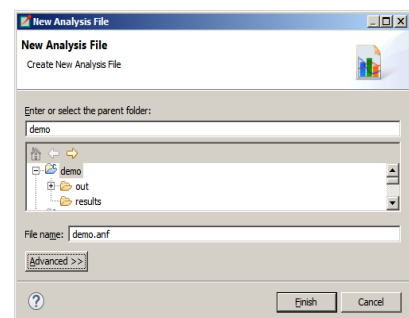 New Analysis File
New Analysis File
Create New Analysis File
Enter or select the parent folder:
demo
demo
out
results
File name: demo.anf
Advanced >>
Finish Cancel